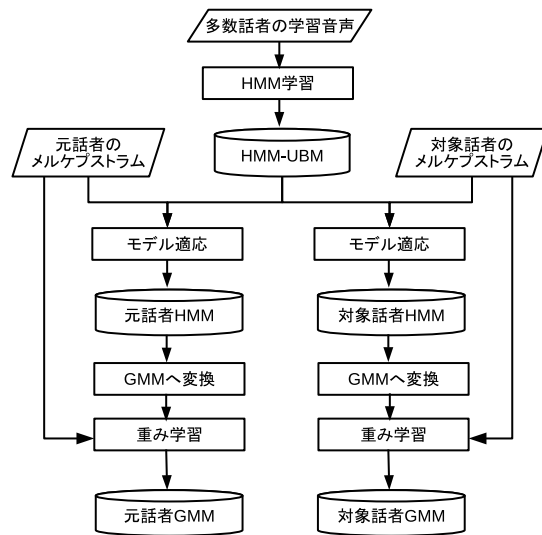 多数話者の学習音声
HMM学習
HMM-UBM
元話者の
メルケプストラム
対象話者の
メルケプストラム
モデル適応
モデル適応
元話者HMM
対象話者HMM
GMMへ変換
GMMへ変換
重み学習
重み学習
元話者GMM
対象話者GMM